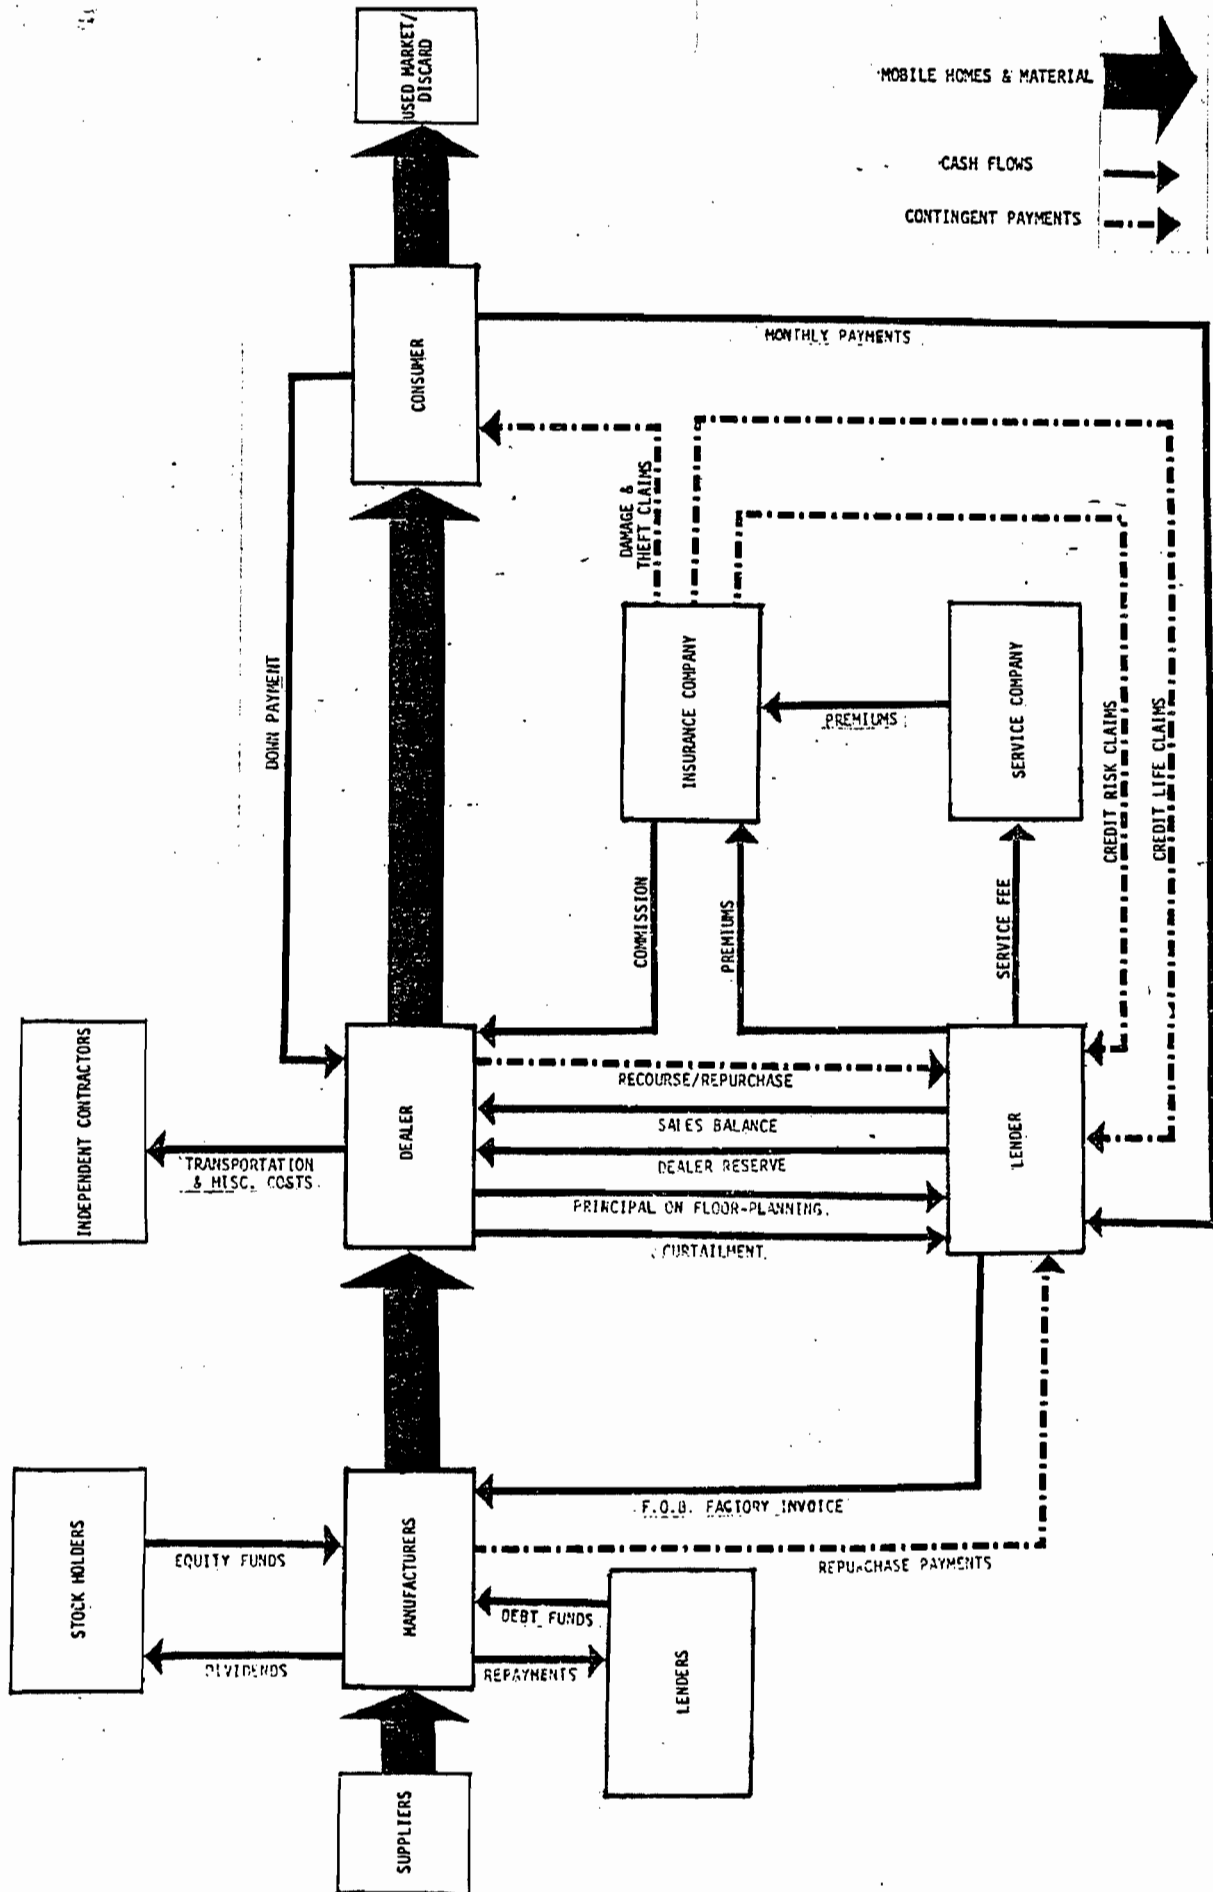 USED MARKET/
DISCARD
MOBILE HOMES & MATERIAL
CASH FLOWS
CONTINGENT PAYMENTS
CONSUMER
MONTHLY PAYMENTS
DOWN PAYMENT
DAMAGE &
THEFT CLAIMS
INSURANCE COMPANY
PREMIUMS
SERVICE COMPANY
CREDIT RISK CLAIMS
CREDIT LIFE CLAIMS
COMMISSION
PREMIUMS
SERVICE FEE
INDEPENDENT CONTRACTORS
TRANSPORTATION
& MISC. COSTS.
DEALER
RECOURSE/REPURCHASE
SALES BALANCE
DEALER RESERVE
PRINCIPAL ON FLOOR-PLANNING.
CURTAILMENT.
LENDER
STOCK HOLDERS
EQUITY FUNDS
DIVIDENDS
MANUFACTURERS
F.O.B. FACTORY INVOICE
REPURCHASE PAYMENTS
DEBT FUNDS
REPAYMENTS
LENDERS
SUPPLIERS